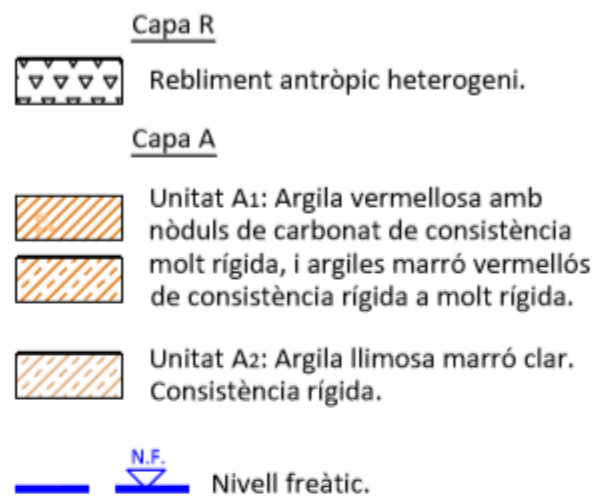 Capa R
Rebliment antròpic heterogeni.
Capa A
Unitat A1: Argila vermellosa amb
nòduls de carbonat de consistència
molt rígida, i argiles marró vermellós
de consistència rígida a molt rígida.
Unitat A2: Argila llimosa marró clar.
Consistència rígida.
N.F.
Nivell freàtic.